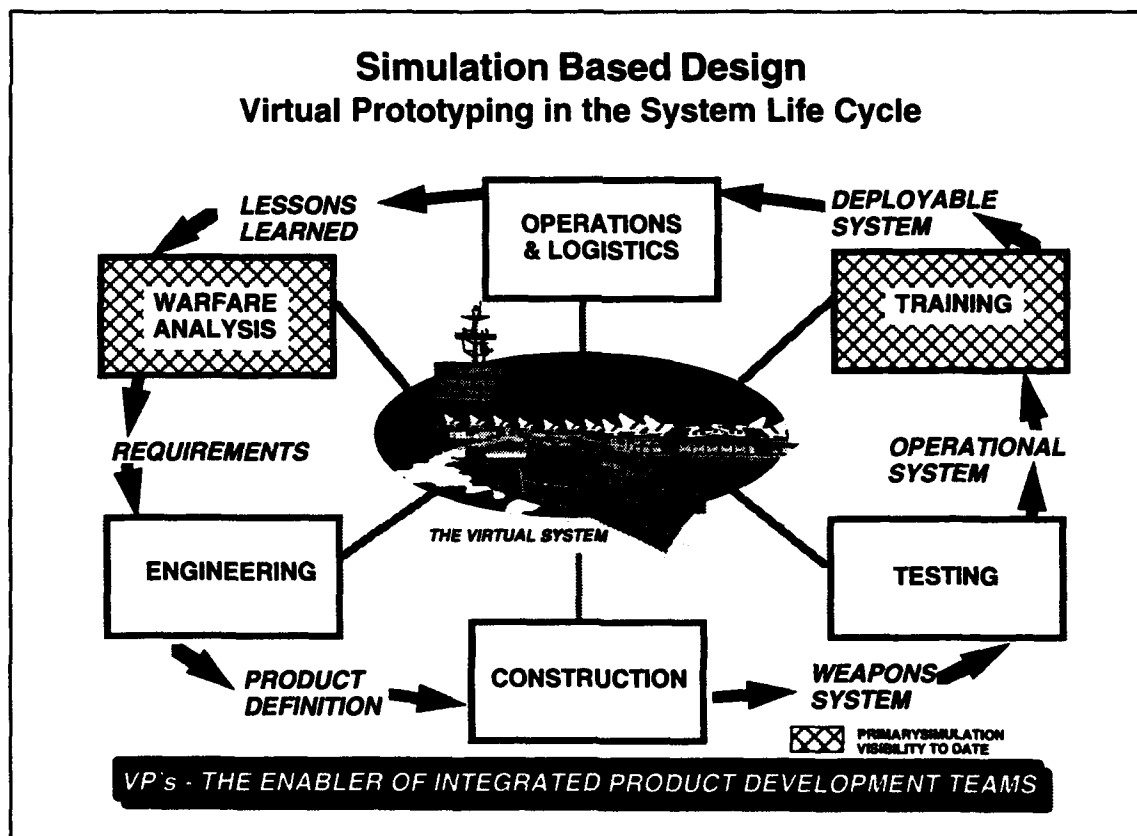 Simulation Based Design
Virtual Prototyping in the System Life Cycle
LESSONS
LEARNED
OPERATIONS
& LOGISTICS
DEPLOYABLE
SYSTEM
WARFARE
ANALYSIS
TRAINING
REQUIREMENTS
OPERATIONAL
SYSTEM
THE VIRTUAL SYSTEM
ENGINEERING
TESTING
PRODUCT
DEFINITION
CONSTRUCTION
WEAPONS
SYSTEM
PRIMARYSIMULATION
VISIBILITY TO DATE
VP's - THE ENABLER OF INTEGRATED PRODUCT DEVELOPMENT TEAMS